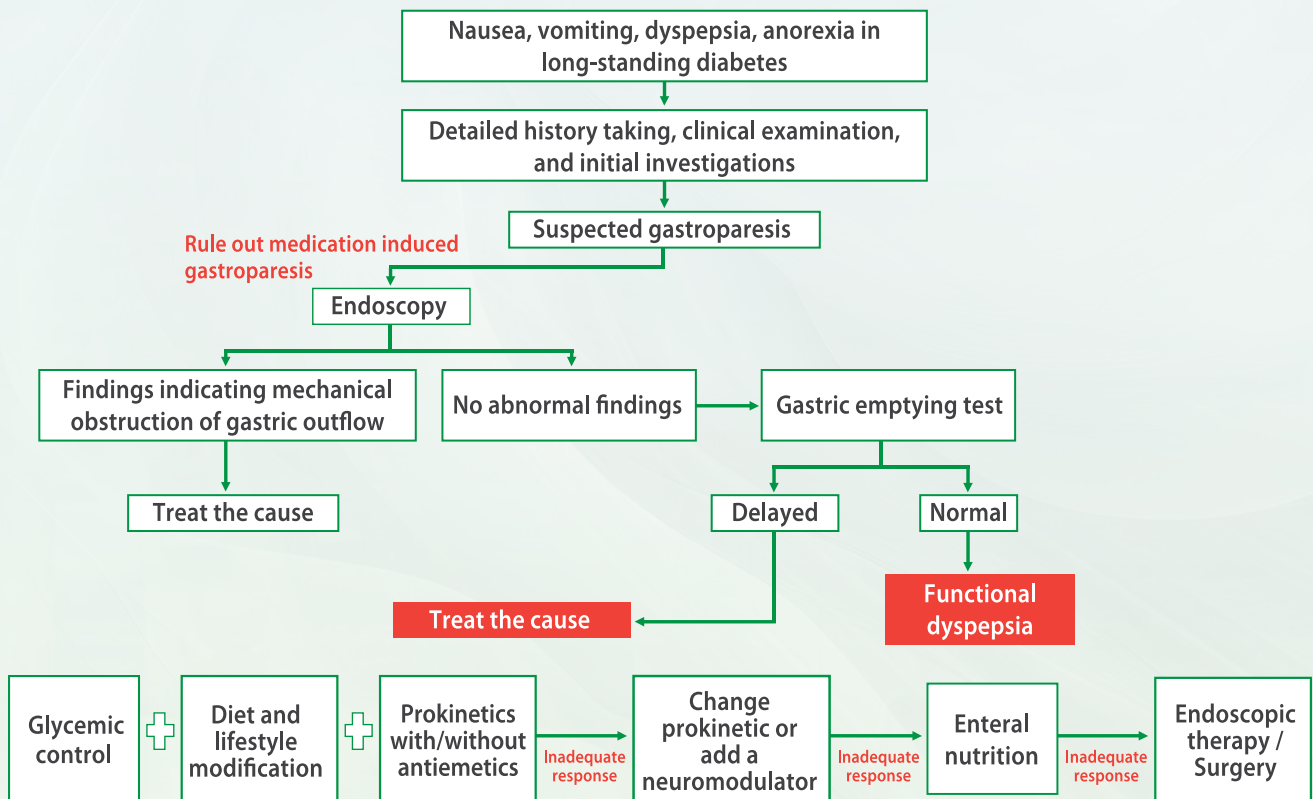 Nausea, vomiting, dyspepsia, anorexia in
long-standing diabetes
Detailed history taking, clinical examination,
and initial investigations
Suspected gastroparesis
Rule out medication induced
gastroparesis
Endoscopy
Findings indicating mechanical
obstruction of gastric outflow
No abnormal findings
Gastric emptying test
Treat the cause
Delayed
Normal
Treat the cause
Functional
dyspepsia
Glycemic
control
Diet and
lifestyle
modification
Prokinetics
with/without
antiemetics
Inadequate
response
Change
prokinetic or
add a
neuromodulator
Inadequate
response
Enteral
nutrition
Inadequate
response
Endoscopic
therapy /
Surgery